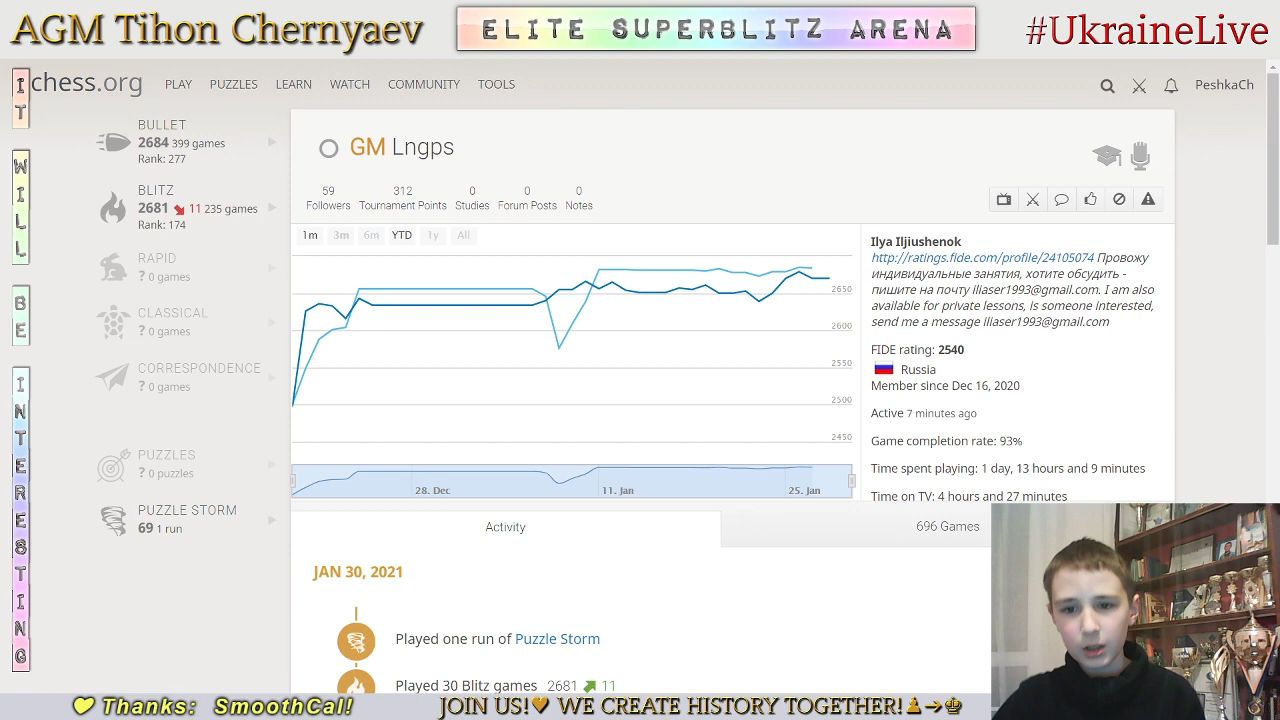 AGM Tihon Chernyaev
ELITE SUPERBLITZ ARENA
#UkraineLive
IT WILL BE INTERESTING
chess.org
PLAY PUZZLES LEARN WATCH COMMUNITY TOOLS
PeshkaCh
BULLET
2684 399 games
Rank: 277
BLITZ
2681 11 235 games
Rank: 174
RAPID
? 0 games
CLASSICAL
? 0 games
CORRESPONDENCE
? 0 games
PUZZLES
? 0 puzzles
PUZZLE STORM
69 1 run
GM Lngps
59 312 0 0 0
Followers Tournament Points Studies Forum Posts Notes
1m 3m 6m YTD 1y All
2650
2600
2550
2500
2450
28. Dec 11. Jan 25. Jan
Ilya Iljiushenok
http://ratings.fide.com/profile/24105074 Провожу
индивидуальные занятия, хотите обсудить -
пишите на почту illaser1993@gmail.com. I am also
available for private lessons, is someone interested,
send me a message illaser1993@gmail.com
FIDE rating: 2540
Russia
Member since Dec 16, 2020
Active 7 minutes ago
Game completion rate: 93%
Time spent playing: 1 day, 13 hours and 9 minutes
Time on TV: 4 hours and 27 minutes
Activity 696 Games
JAN 30, 2021
Played one run of Puzzle Storm
Played 30 Blitz games 2681 11
Thanks: SmoothCal!
JOIN US!♥ WE CREATE HISTORY TOGETHER!♟→♚